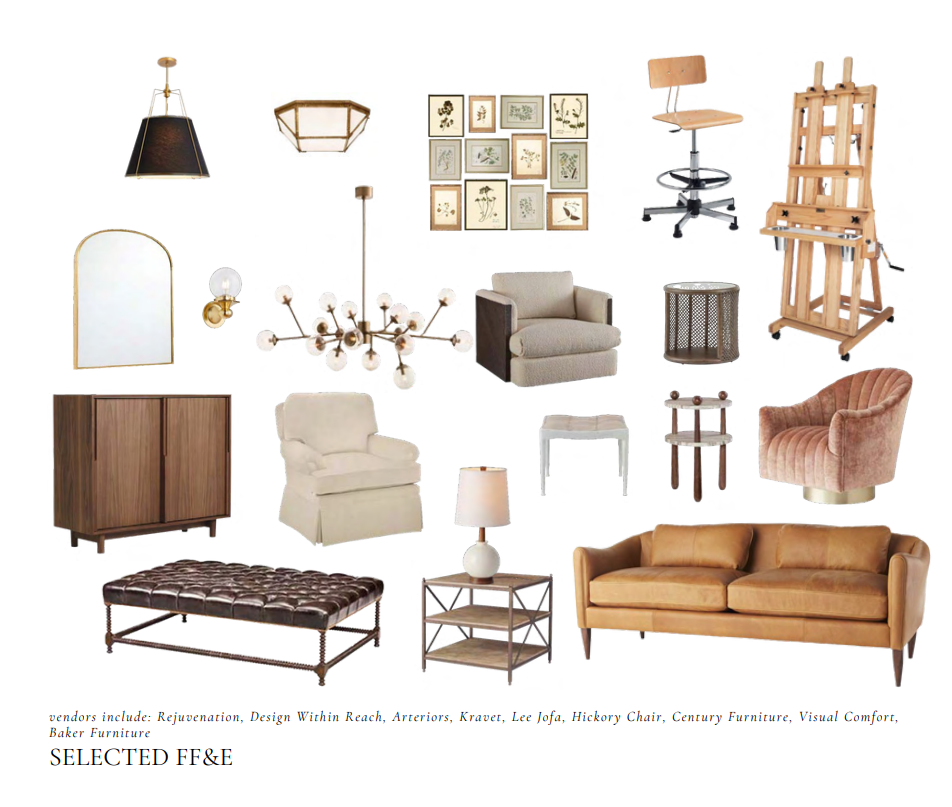 vendors include: Rejuvenation, Design Within Reach, Arteriors, Kravet, Lee Jofa, Hickory Chair, Century Furniture, Visual Comfort,
Baker Furniture
SELECTED FF&E